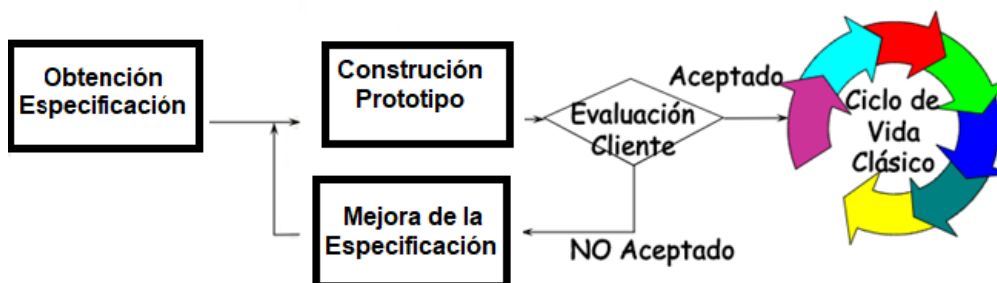 Obtención
Especificación
Construción
Prototipo
Evaluación
Cliente
Aceptado
Ciclo de
Vida
Clásico
Mejora de la
Especificación
NO Aceptado